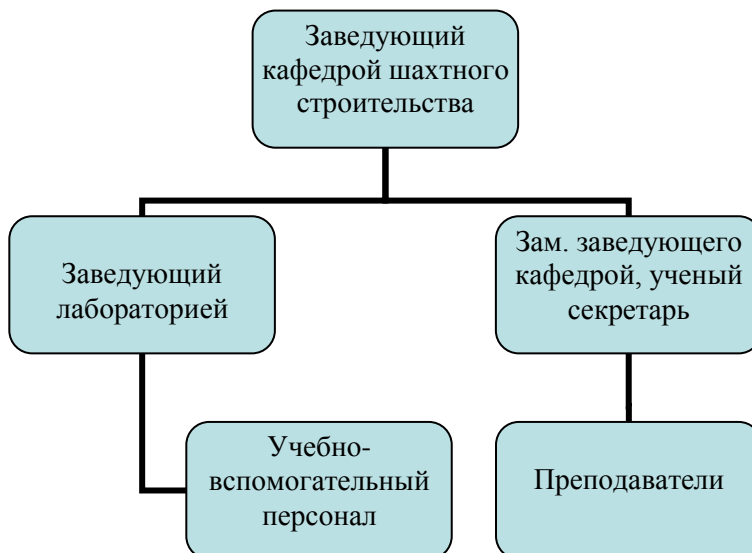 Заведующий
кафедрой шахтного
строительства
Заведующий
лабораторией
Зам. заведующего
кафедрой, ученый
секретарь
Учебно-
вспомогательный
персонал
Преподаватели